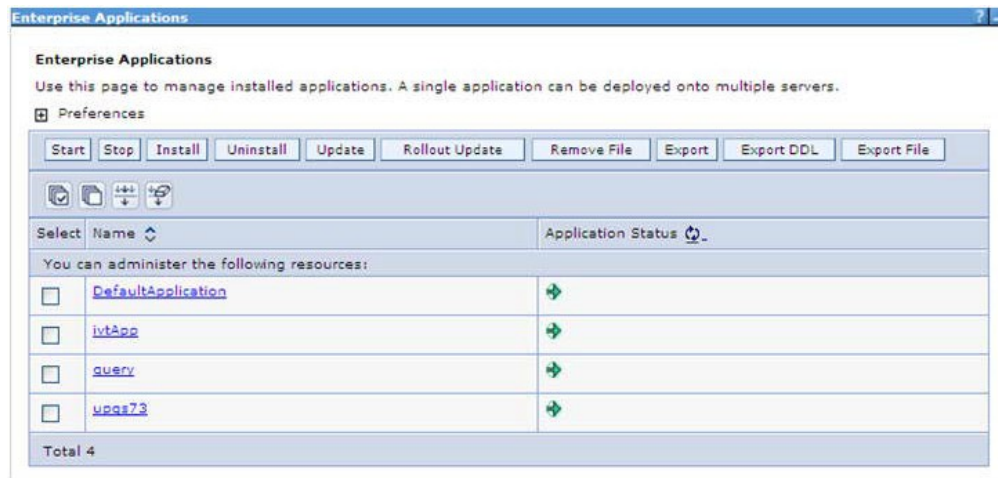 Enterprise Applications
?
Enterprise Applications
Use this page to manage installed applications. A single application can be deployed onto multiple servers.
Preferences
Start Stop Install Uninstall Update Rollout Update Remove File Export Export DDL Export File
Select Name Application Status
You can administer the following resources:
DefaultApplication
ivtApp
query
upgs73
Total 4